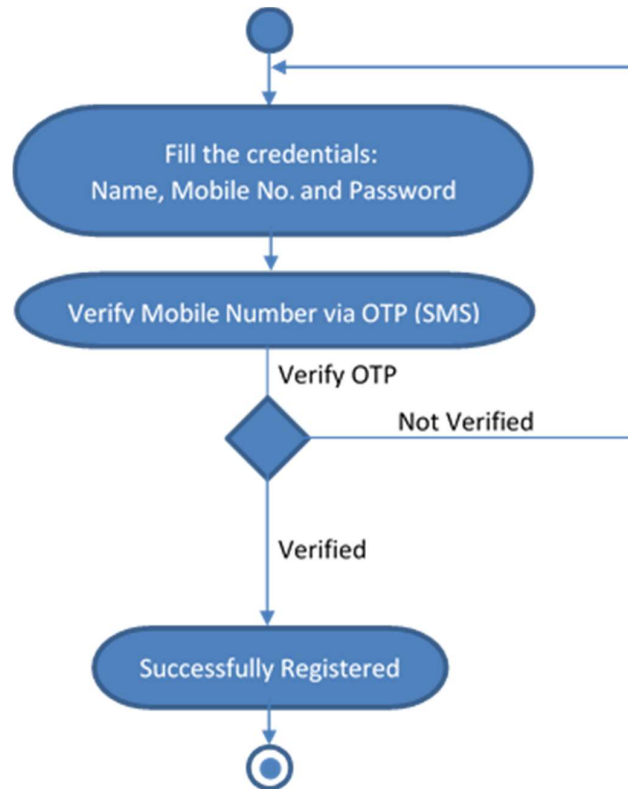 Fill the credentials:
Name, Mobile No. and Password
Verify Mobile Number via OTP (SMS)
Verify OTP
Not Verified
Verified
Successfully Registered